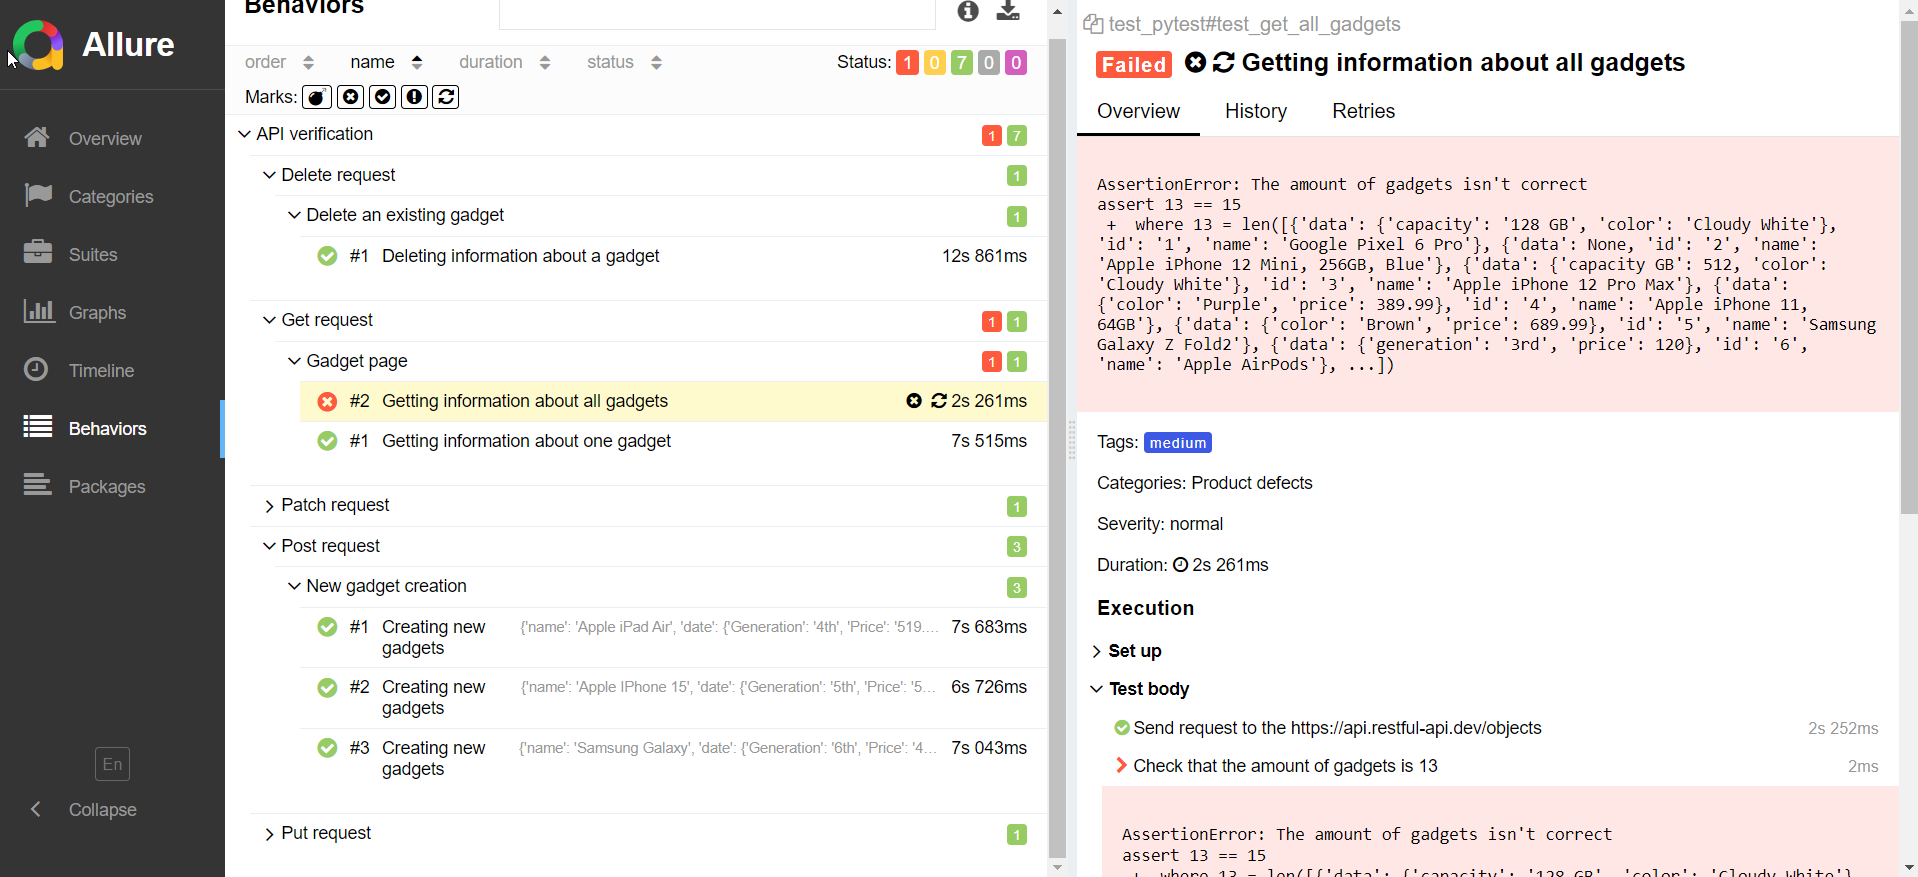 Allure
Overview
Categories
Suites
Graphs
Timeline
Behaviors
Packages
En
Collapse
Behaviors
order name duration status Status: 1 0 7 0 0
Marks:
API verification 1 7
Delete request 1
Delete an existing gadget 1
#1 Deleting information about a gadget 12s 861ms
Get request 1 1
Gadget page 1 1
#2 Getting information about all gadgets 2s 261ms
#1 Getting information about one gadget 7s 515ms
Patch request 1
Post request 3
New gadget creation 3
#1 Creating new gadgets {'name': 'Apple iPad Air', 'date': {'Generation': '4th', 'Price': '519.... 7s 683ms
#2 Creating new gadgets {'name': 'Apple IPhone 15', 'date': {'Generation': '5th', 'Price': '5... 6s 726ms
#3 Creating new gadgets {'name': 'Samsung Galaxy', 'date': {'Generation': '6th', 'Price': '4... 7s 043ms
Put request 1
test_pytest#test_get_all_gadgets
Failed Getting information about all gadgets
Overview History Retries
AssertionError: The amount of gadgets isn't correct
assert 13 == 15
+ where 13 = len([{'data': {'capacity': '128 GB', 'color': 'Cloudy White'},
'id': '1', 'name': 'Google Pixel 6 Pro'}, {'data': None, 'id': '2', 'name':
'Apple iPhone 12 Mini, 256GB, Blue'}, {'data': {'capacity GB': 512, 'color':
'Cloudy White'}, 'id': '3', 'name': 'Apple iPhone 12 Pro Max'}, {'data':
{'color': 'Purple', 'price': 389.99}, 'id': '4', 'name': 'Apple iPhone 11,
64GB'}, {'data': {'color': 'Brown', 'price': 689.99}, 'id': '5', 'name': 'Samsung
Galaxy Z Fold2'}, {'data': {'generation': '3rd', 'price': 120}, 'id': '6',
'name': 'Apple AirPods'}, ...])
Tags: medium
Categories: Product defects
Severity: normal
Duration: 2s 261ms
Execution
Set up
Test body
Send request to the https://api.restful-api.dev/objects 2s 252ms
Check that the amount of gadgets is 13 2ms
AssertionError: The amount of gadgets isn't correct
assert 13 == 15
+ where 13 = len([{'data': {'capacity': '128 GB', 'color': 'Cloudy White'},